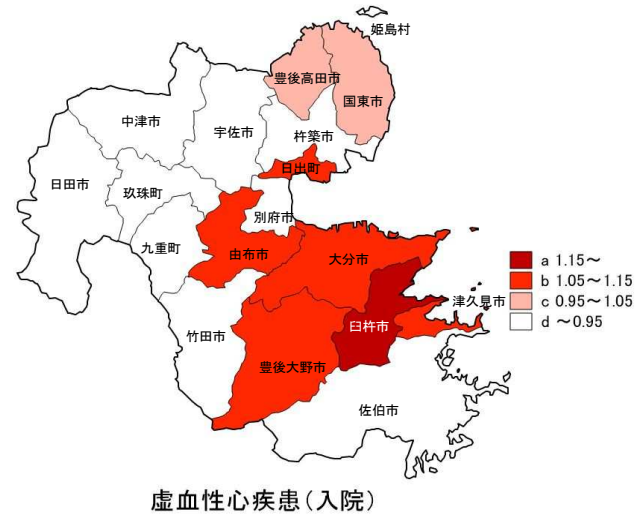 姫島村
豊後高田市
国東市
中津市
宇佐市
杵築市
日出町
日田市
玖珠町
別府市
九重町
由布市
大分市
a 1.15～
b 1.05～1.15
津久見市
c 0.95～1.05
臼杵市
d ～0.95
竹田市
豊後大野市
佐伯市
虚血性心疾患(入院)